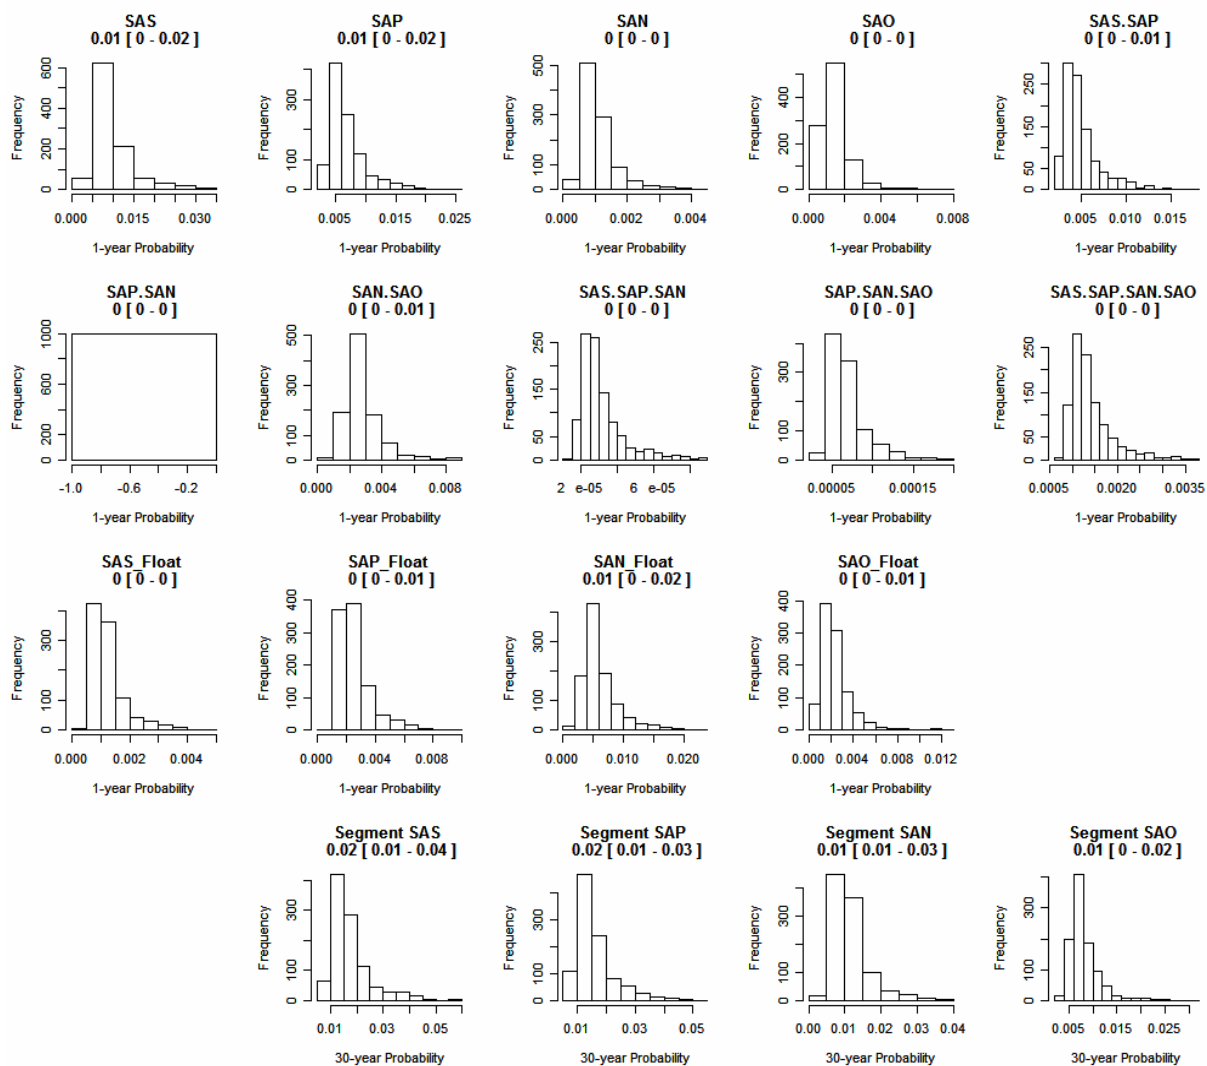 SAS
0.01 [ 0 - 0.02 ]
Frequency
600
400
200
0
0.000 0.015 0.030
1-year Probability
SAP
0.01 [ 0 - 0.02 ]
Frequency
300
100
0
0.005 0.015 0.025
1-year Probability
SAN
0 [ 0 - 0 ]
Frequency
500
300
100
0
0.000 0.002 0.004
1-year Probability
SAO
0 [ 0 - 0 ]
Frequency
400
200
0
0.000 0.004 0.008
1-year Probability
SAS.SAP
0 [ 0 - 0.01 ]
Frequency
250
150
50
0
0.005 0.010 0.015
1-year Probability
SAP.SAN
0 [ 0 - 0 ]
Frequency
1000
600
400
200
0
-1.0 -0.6 -0.2
1-year Probability
SAN.SAO
0 [ 0 - 0.01 ]
Frequency
500
300
100
0
0.000 0.004 0.008
1-year Probability
SAS.SAP.SAN
0 [ 0 - 0 ]
Frequency
250
150
50
0
2 e-05 6 e-05
1-year Probability
SAP.SAN.SAO
0 [ 0 - 0 ]
Frequency
300
100
0
0.00005 0.00015
1-year Probability
SAS.SAP.SAN.SAO
0 [ 0 - 0 ]
Frequency
250
150
50
0
0.0005 0.0020 0.0035
1-year Probability
SAS_Float
0 [ 0 - 0 ]
Frequency
300
100
0
0.000 0.002 0.004
1-year Probability
SAP_Float
0 [ 0 - 0.01 ]
Frequency
400
300
200
100
0
0.000 0.004 0.008
1-year Probability
SAN_Float
0.01 [ 0 - 0.02 ]
Frequency
300
100
0
0.000 0.010 0.020
1-year Probability
SAO_Float
0 [ 0 - 0.01 ]
Frequency
400
300
200
100
0
0.000 0.004 0.012
1-year Probability
Segment SAS
0.02 [ 0.01 - 0.04 ]
Frequency
300
100
0
0.01 0.03 0.05
30-year Probability
Segment SAP
0.02 [ 0.01 - 0.03 ]
Frequency
300
100
0
0.01 0.03 0.05
30-year Probability
Segment SAN
0.01 [ 0.01 - 0.03 ]
Frequency
300
100
0
0.00 0.01 0.02 0.03 0.04
30-year Probability
Segment SAO
0.01 [ 0 - 0.02 ]
Frequency
300
100
0
0.005 0.015 0.025
30-year Probability